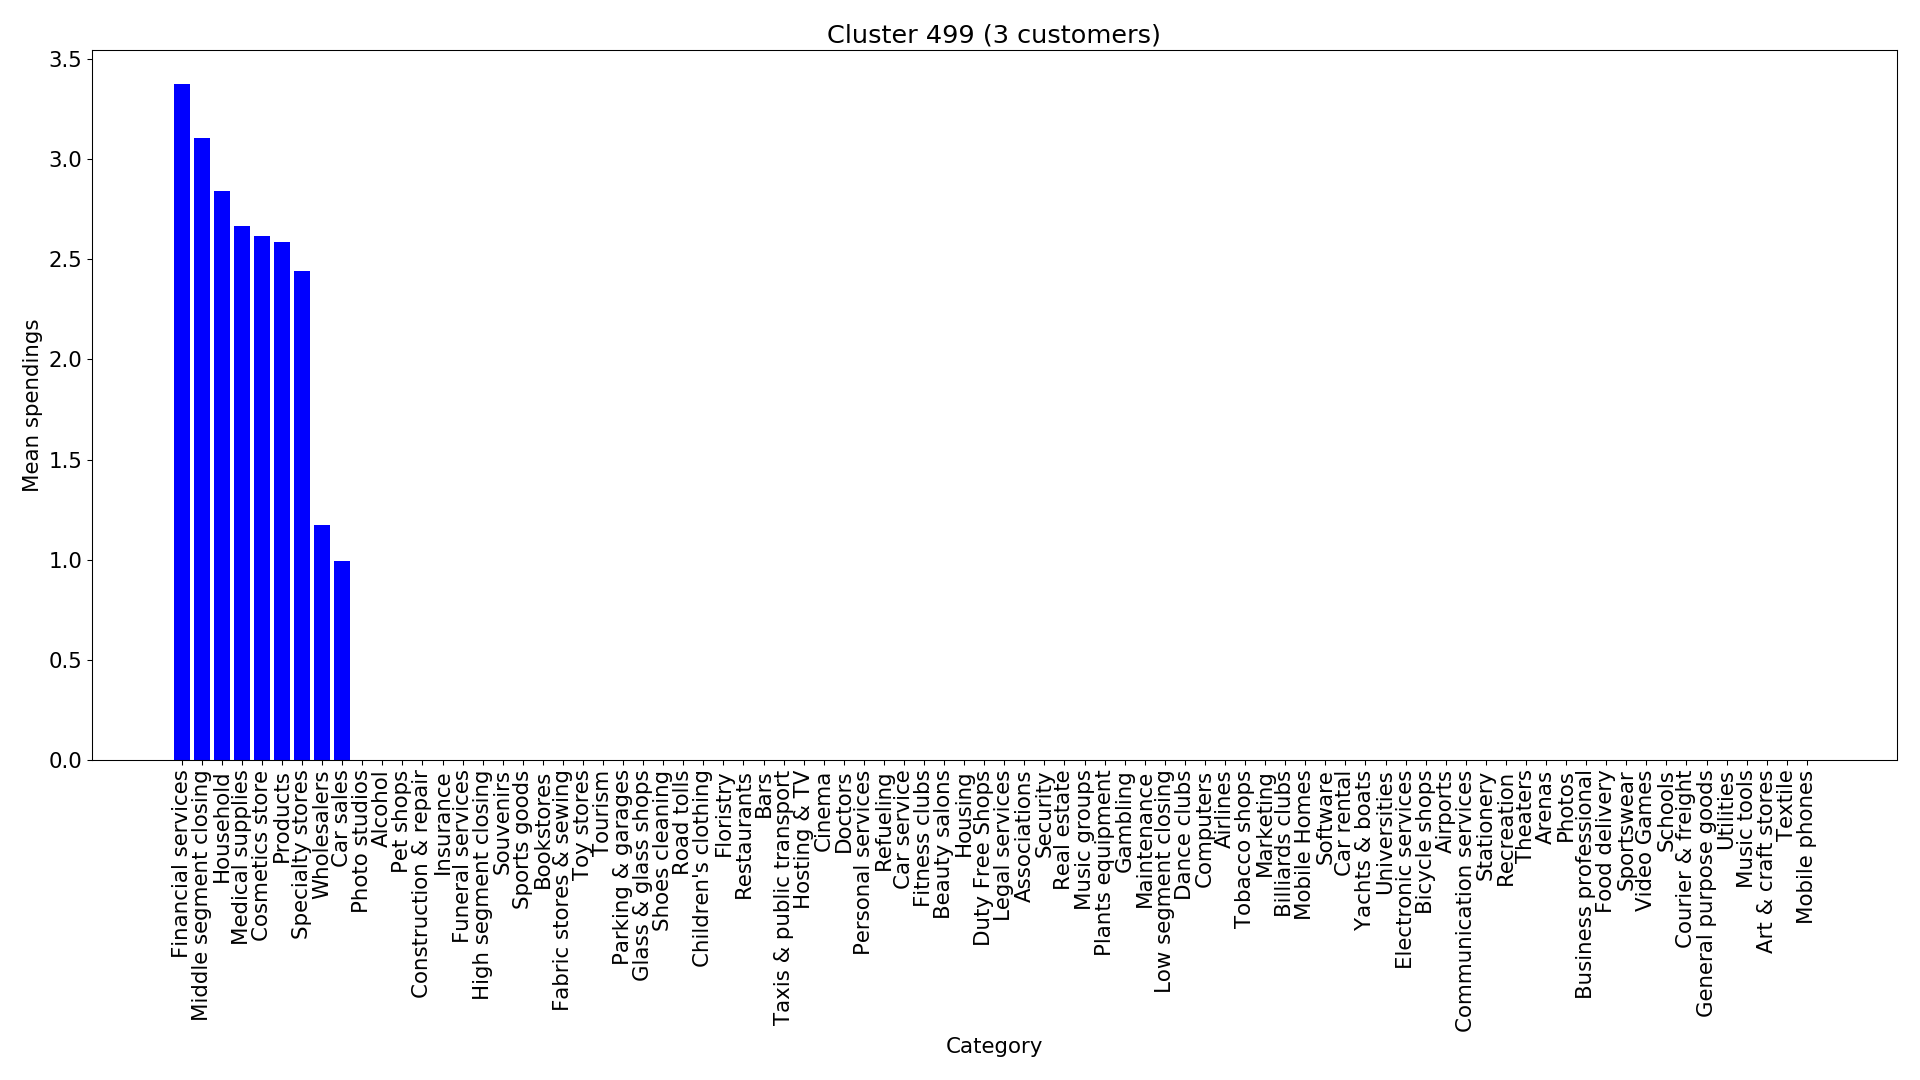 Cluster 499 (3 customers)
3.5
3.0
2.5
2.0
1.5
1.0
0.5
0.0
Mean spendings
Financial services
Middle segment closing
Household
Medical supplies
Cosmetics store
Products
Specialty stores
Wholesalers
Car sales
Photo studios
Alcohol
Pet shops
Construction & repair
Insurance
Funeral services
High segment closing
Souvenirs
Sports goods
Bookstores
Fabric stores & sewing
Toy stores
Tourism
Parking & garages
Glass & glass shops
Shoes cleaning
Road tolls
Children's clothing
Floristry
Restaurants
Bars
Taxis & public transport
Hosting & TV
Cinema
Doctors
Personal services
Refueling
Car service
Fitness clubs
Beauty salons
Housing
Duty Free Shops
Legal services
Associations
Security
Real estate
Music groups
Plants equipment
Gambling
Maintenance
Low segment closing
Dance clubs
Computers
Airlines
Tobacco shops
Marketing
Billiards clubs
Mobile Homes
Software
Car rental
Yachts & boats
Universities
Electronic services
Bicycle shops
Airports
Communication services
Stationery
Recreation
Theaters
Arenas
Photos
Business professional
Food delivery
Sportswear
Video Games
Schools
Courier & freight
General purpose goods
Utilities
Music tools
Art & craft stores
Textile
Mobile phones
Category